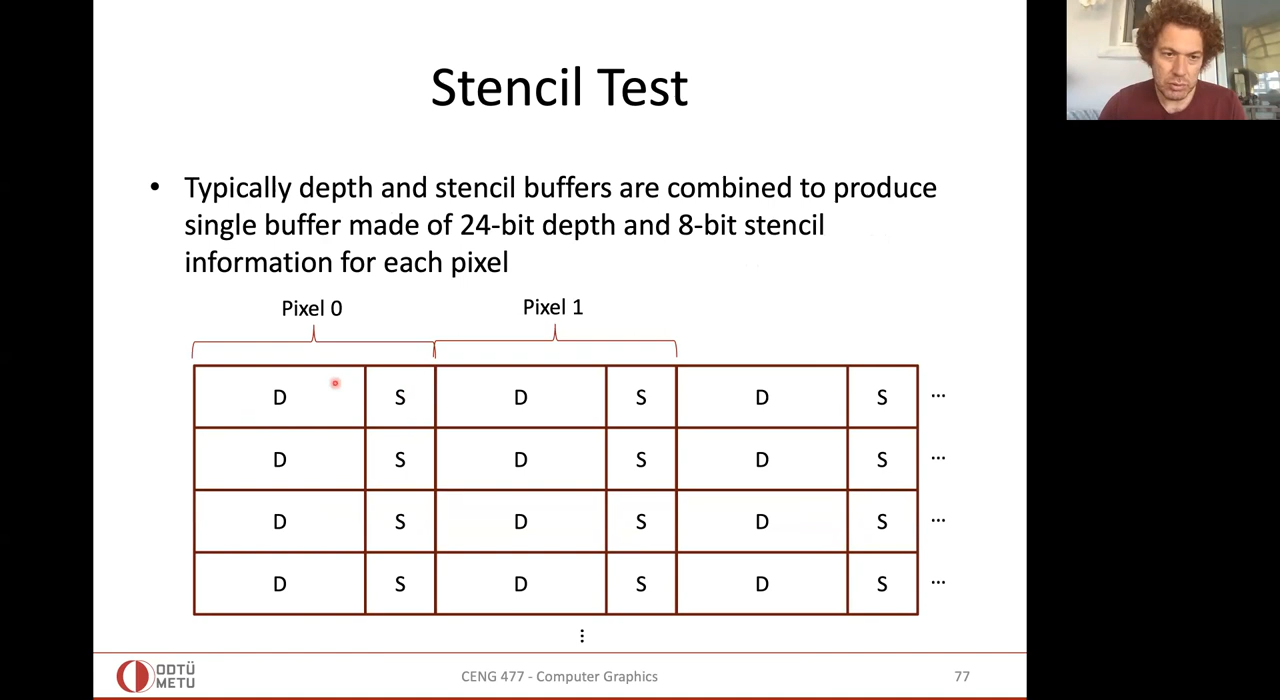 Stencil Test
• Typically depth and stencil buffers are combined to produce
single buffer made of 24-bit depth and 8-bit stencil
information for each pixel
Pixel 0 Pixel 1
D S D S D S ...
D S D S D S ...
D S D S D S ...
D S D S D S ...
⋮
ODTÜ
METU
CENG 477 - Computer Graphics
77